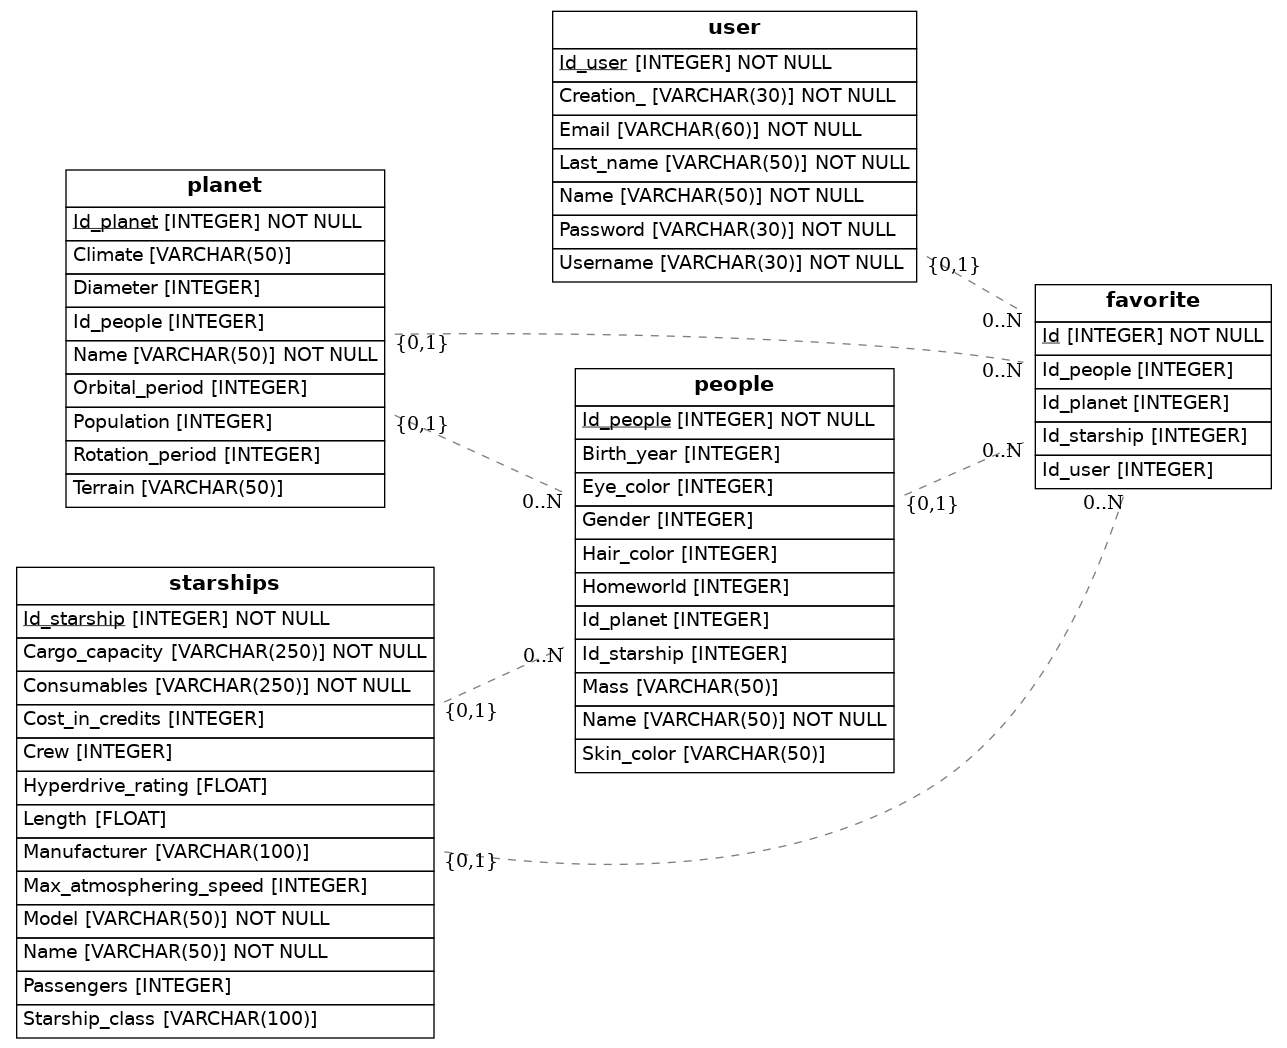 user
Id_user [INTEGER] NOT NULL
Creation_ [VARCHAR(30)] NOT NULL
Email [VARCHAR(60)] NOT NULL
Last_name [VARCHAR(50)] NOT NULL
Name [VARCHAR(50)] NOT NULL
Password [VARCHAR(30)] NOT NULL
Username [VARCHAR(30)] NOT NULL
{0,1}
0..N
planet
Id_planet [INTEGER] NOT NULL
Climate [VARCHAR(50)]
Diameter [INTEGER]
Id_people [INTEGER]
Name [VARCHAR(50)] NOT NULL
Orbital_period [INTEGER]
Population [INTEGER]
Rotation_period [INTEGER]
Terrain [VARCHAR(50)]
{0,1}
0..N
{0,1}
0..N
favorite
Id [INTEGER] NOT NULL
Id_people [INTEGER]
Id_planet [INTEGER]
Id_starship [INTEGER]
Id_user [INTEGER]
people
Id_people [INTEGER] NOT NULL
Birth_year [INTEGER]
Eye_color [INTEGER]
Gender [INTEGER]
Hair_color [INTEGER]
Homeworld [INTEGER]
Id_planet [INTEGER]
Id_starship [INTEGER]
Mass [VARCHAR(50)]
Name [VARCHAR(50)] NOT NULL
Skin_color [VARCHAR(50)]
{0,1}
0..N
starships
Id_starship [INTEGER] NOT NULL
Cargo_capacity [VARCHAR(250)] NOT NULL
Consumables [VARCHAR(250)] NOT NULL
Cost_in_credits [INTEGER]
Crew [INTEGER]
Hyperdrive_rating [FLOAT]
Length [FLOAT]
Manufacturer [VARCHAR(100)]
Max_atmosphering_speed [INTEGER]
Model [VARCHAR(50)] NOT NULL
Name [VARCHAR(50)] NOT NULL
Passengers [INTEGER]
Starship_class [VARCHAR(100)]
{0,1}
0..N
{0,1}
0..N